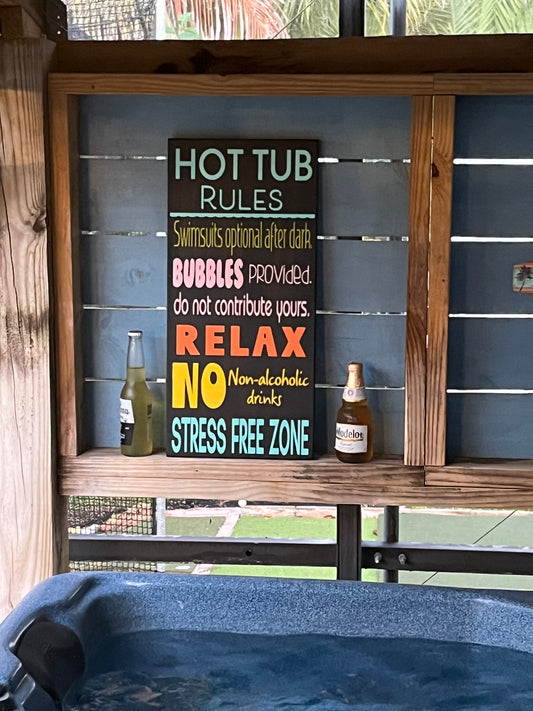 HOT TUB
RULES
Swimsuits optional after dark.
BUBBLES PROVIDED.
do not contribute yours.
RELAX
NO Non-alcoholic
drinks
STRESS FREE ZONE
Modelo